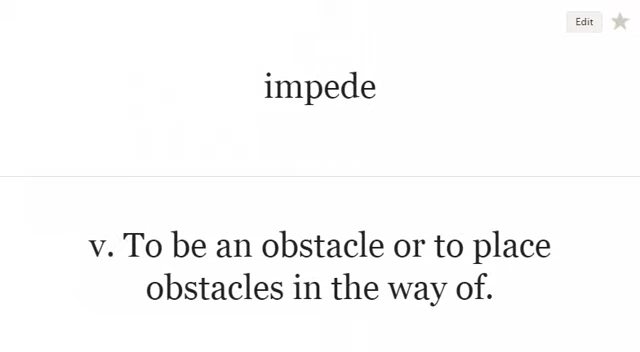 Edit
impede
v. To be an obstacle or to place
obstacles in the way of.